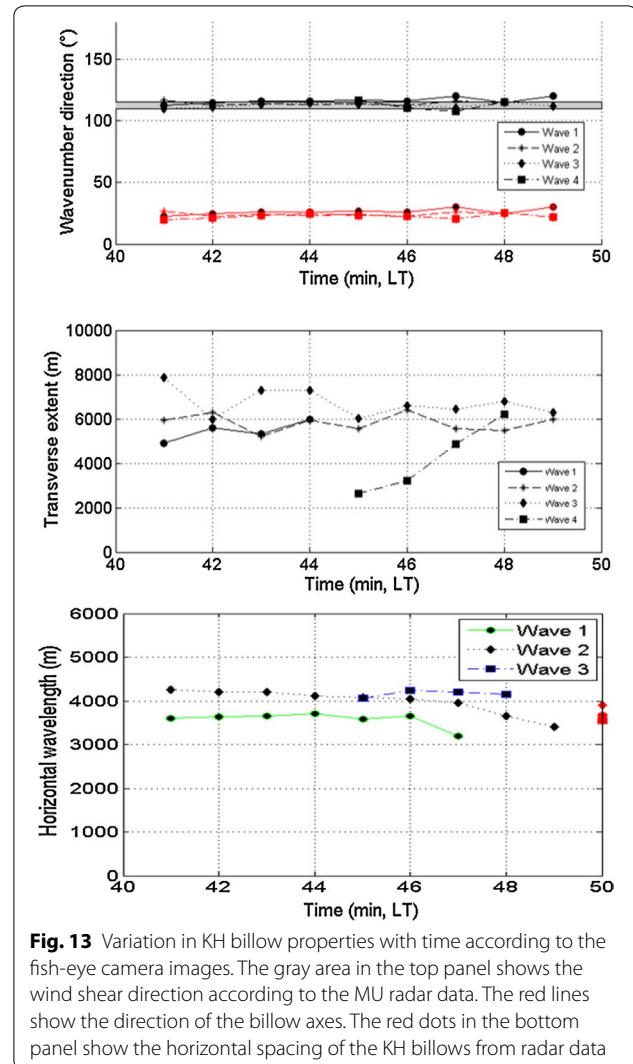 Wavenumber direction (°)
150
100
50
0
Wave 1
Wave 2
Wave 3
Wave 4
40 42 44 46 48 50
Time (min, LT)
Transverse extent (m)
10000
8000
6000
4000
2000
0
Wave 1
Wave 2
Wave 3
Wave 4
40 42 44 46 48 50
Time (min, LT)
Horizontal wavelength (m)
6000
5000
4000
3000
2000
1000
0
Wave 1
Wave 2
Wave 3
40 42 44 46 48 50
Time (min, LT)
Fig. 13 Variation in KH billow properties with time according to the
fish-eye camera images. The gray area in the top panel shows the
wind shear direction according to the MU radar data. The red lines
show the direction of the billow axes. The red dots in the bottom
panel show the horizontal spacing of the KH billows from radar data